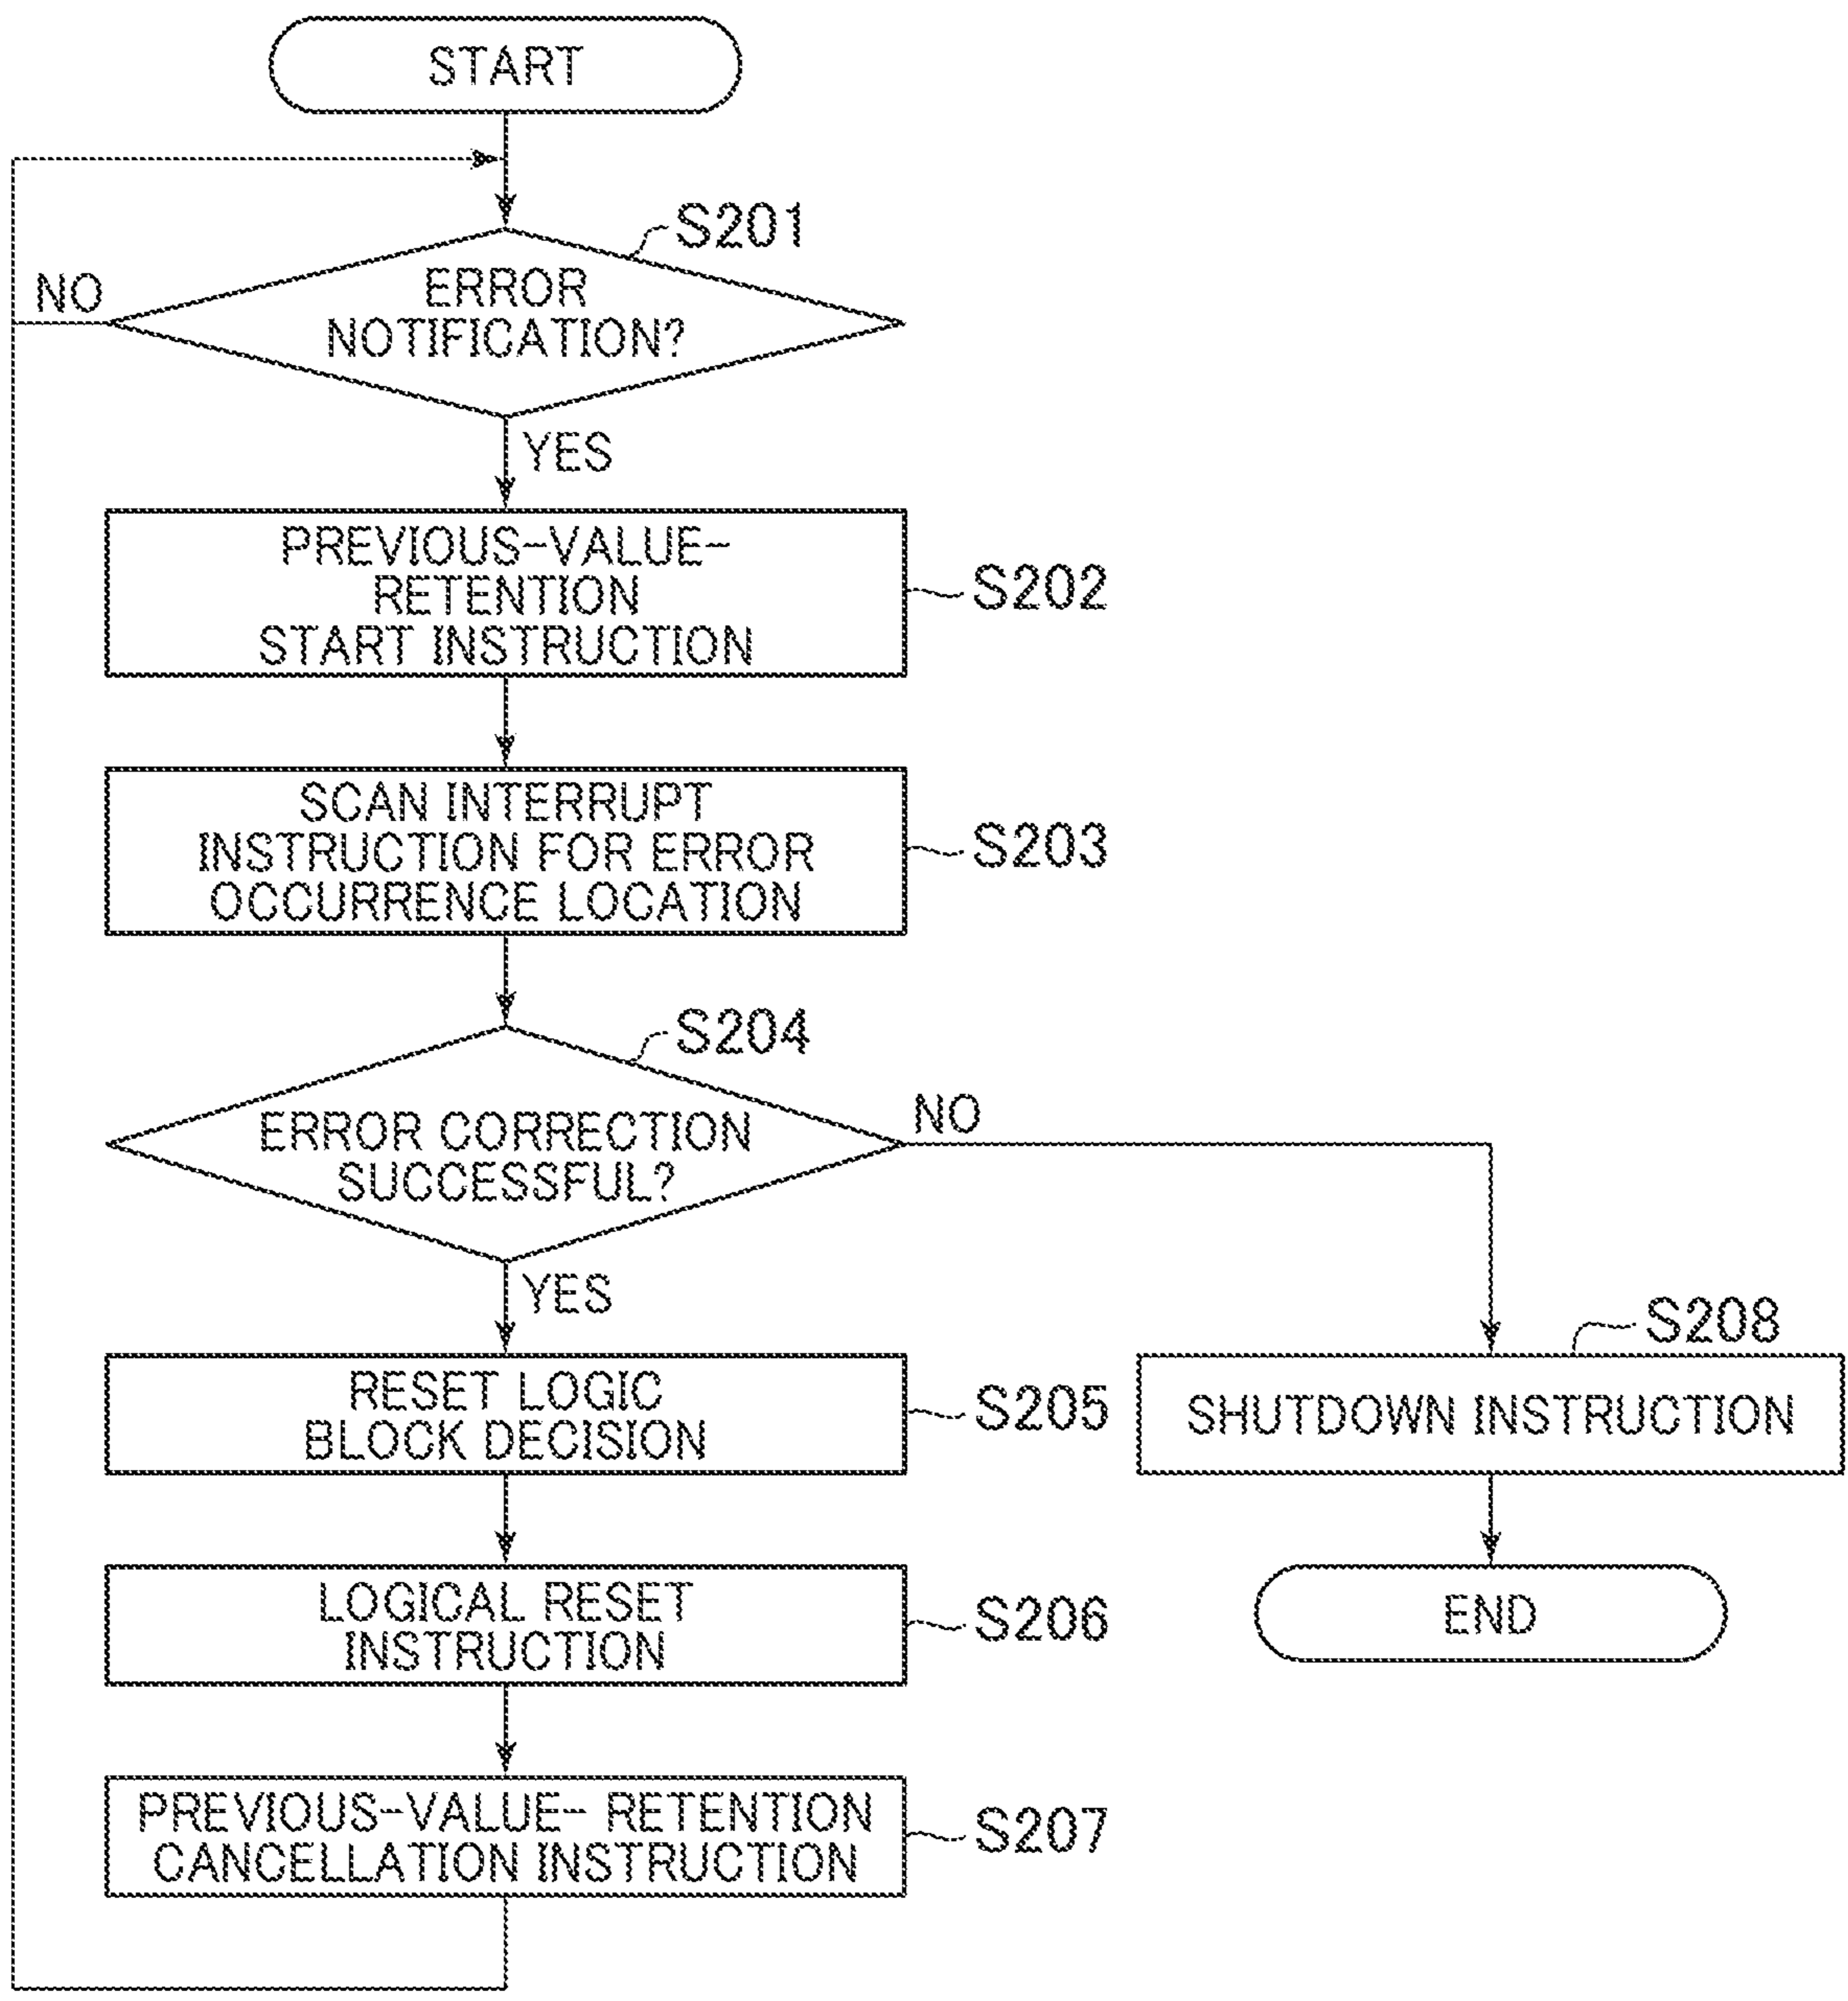 START
S201
NO
ERROR
NOTIFICATION?
YES
PREVIOUS-VALUE-
RETENTION
START INSTRUCTION
S202
SCAN INTERRUPT
INSTRUCTION FOR ERROR
OCCURRENCE LOCATION
S203
S204
ERROR CORRECTION
SUCCESSFUL?
NO
YES
RESET LOGIC
BLOCK DECISION
S205
S208
SHUTDOWN INSTRUCTION
LOGICAL RESET
INSTRUCTION
S206
END
PREVIOUS-VALUE- RETENTION
CANCELLATION INSTRUCTION
S207